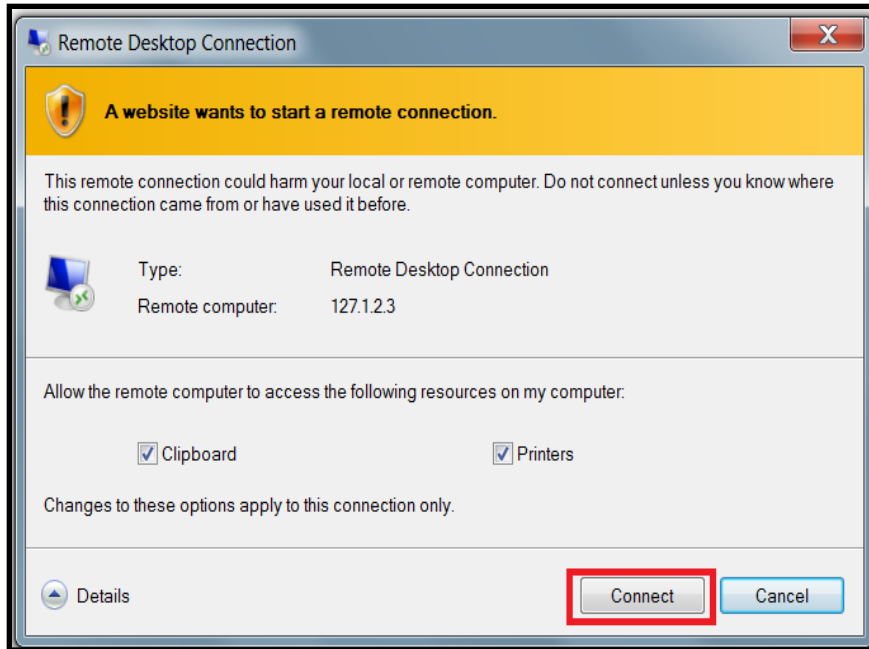 Remote Desktop Connection
X
A website wants to start a remote connection.
This remote connection could harm your local or remote computer. Do not connect unless you know where
this connection came from or have used it before.
Type: Remote Desktop Connection
Remote computer: 127.1.2.3
Allow the remote computer to access the following resources on my computer:
Clipboard Printers
Changes to these options apply to this connection only.
Details Connect Cancel